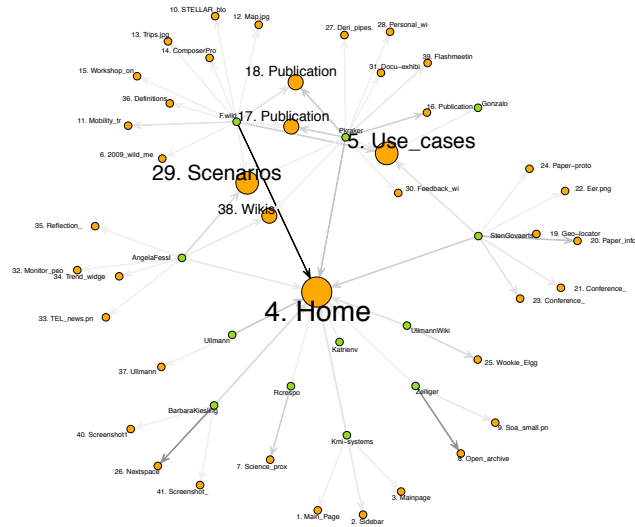 10. STELLAR_blo
12. Map.jpg
27. Deri_pipes.
28. Personal_wi
13. Trips.jpg
14. ComposerPro
39. Flashmeetin
15. Workshop_on
18. Publication
31. Docu-exhibi
36. Definitions
16. Publication
Gonzalo
11. Mobility_tr
F.wild
17. Publication
Pkraker
5. Use_cases
6. 2009_wild_me
24. Paper-proto
29. Scenarios
30. Feedback_wi
22. Eer.png
38. Wikis
35. Reflection_
StenGovaerts
19. Geo-locator
20. Paper_info
AngelaFessl
32. Monitor_peo
34. Trend_widge
21. Conference_
23. Conference_
33. TEL_news.pn
4. Home
Ullmann
UllmannWiki
Katrienv
25. Wookie_Elgg
37. Ullmann
Rcrespo
Zeiliger
BarbaraKiesling
9. Soa_small.pn
40. Screenshot1
Kmi-systems
8. Open_archive
26. Nextspace
7. Science_prox
41. Screenshot_
3. Mainpage
1. Main_Page
2. Sidebar